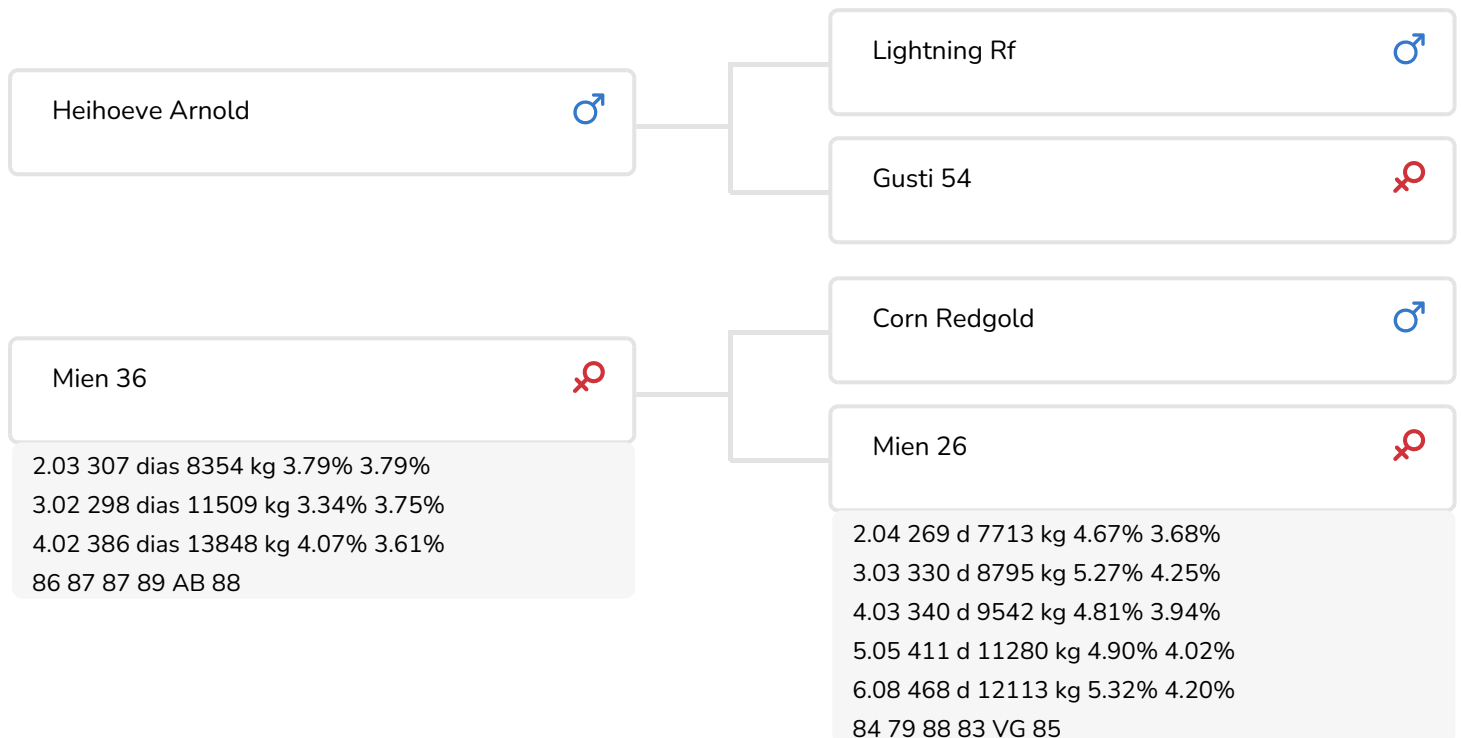 Heihoeve Arnold
Lightning Rf
Gusti 54
Mien 36
2.03 307 dias 8354 kg 3.79% 3.79%
3.02 298 dias 11509 kg 3.34% 3.75%
4.02 386 dias 13848 kg 4.07% 3.61%
86 87 87 89 AB 88
Corn Redgold
Mien 26
2.04 269 d 7713 kg 4.67% 3.68%
3.03 330 d 8795 kg 5.27% 4.25%
4.03 340 d 9542 kg 4.81% 3.94%
5.05 411 d 11280 kg 4.90% 4.02%
6.08 468 d 12113 kg 5.32% 4.20%
84 79 88 83 VG 85